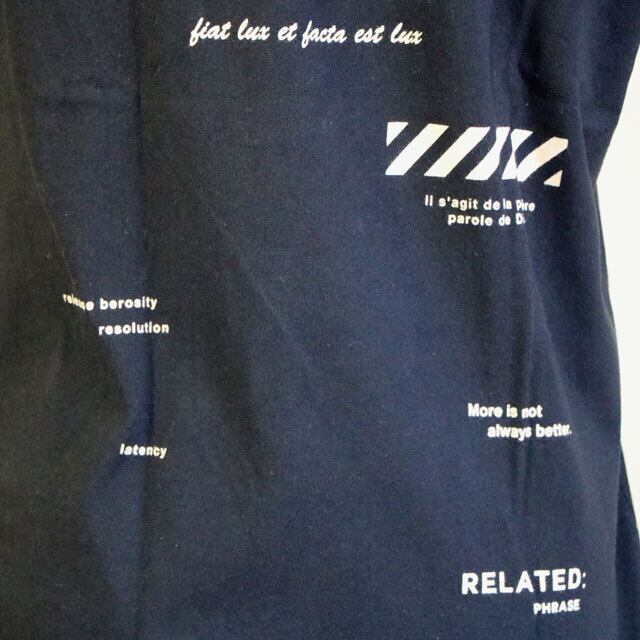 fiat lux et facta est lux
Il s'agit de la
parole de
berosity
resolution
More is not
always better.
latency
RELATED:
PHRASE